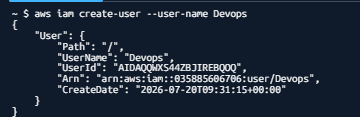 ~ $ aws iam create-user --user-name Devops
{
    "User": {
        "Path": "/",
        "UserName": "Devops",
        "UserId": "AIDAQQWXS44ZBJIREBQOQ",
        "Arn": "arn:aws:iam::035885606706:user/Devops",
        "CreateDate": "2026-07-20T09:31:15+00:00"
    }
}